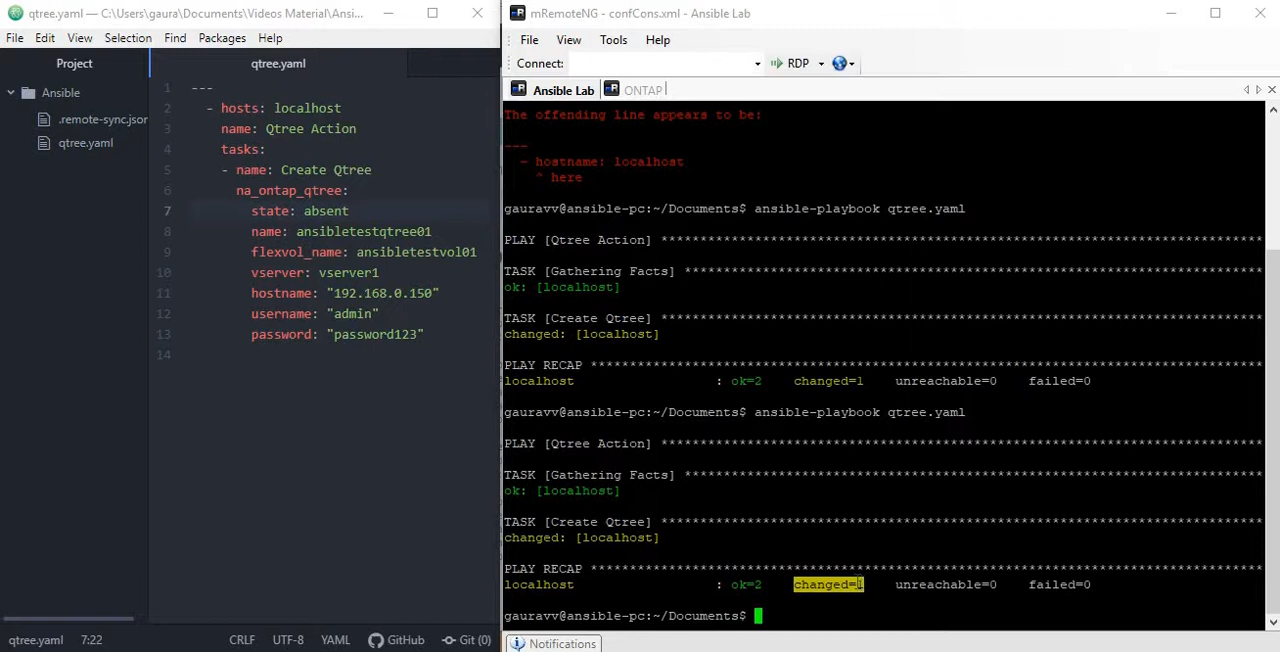 qtree.yaml — C:\Users\gaura\Documents\Videos Material\Ansi...
File Edit View Selection Find Packages Help
Project
qtree.yaml
Ansible
.remote-sync.json
qtree.yaml
1 ---
2 - hosts: localhost
3 name: Qtree Action
4 tasks:
5 - name: Create Qtree
6 na_ontap_qtree:
7 state: absent
8 name: ansibletestqtree01
9 flexvol_name: ansibletestvol01
10 vserver: vserver1
11 hostname: "192.168.0.150"
12 username: "admin"
13 password: "password123"
14
qtree.yaml 7:22 CRLF UTF-8 YAML GitHub Git (0)
mRemoteNG - confCons.xml - Ansible Lab
File View Tools Help
Connect: RDP
Ansible Lab ONTAP
The offending line appears to be:
---
- hostname: localhost
^ here
gauravv@ansible-pc:~/Documents$ ansible-playbook qtree.yaml
PLAY [Qtree Action] ******************************************************************************
TASK [Gathering Facts] ***************************************************************************
ok: [localhost]
TASK [Create Qtree] ******************************************************************************
changed: [localhost]
PLAY RECAP ***************************************************************************************
localhost : ok=2 changed=1 unreachable=0 failed=0
gauravv@ansible-pc:~/Documents$ ansible-playbook qtree.yaml
PLAY [Qtree Action] ******************************************************************************
TASK [Gathering Facts] ***************************************************************************
ok: [localhost]
TASK [Create Qtree] ******************************************************************************
changed: [localhost]
PLAY RECAP ***************************************************************************************
localhost : ok=2 changed=1 unreachable=0 failed=0
gauravv@ansible-pc:~/Documents$
Notifications